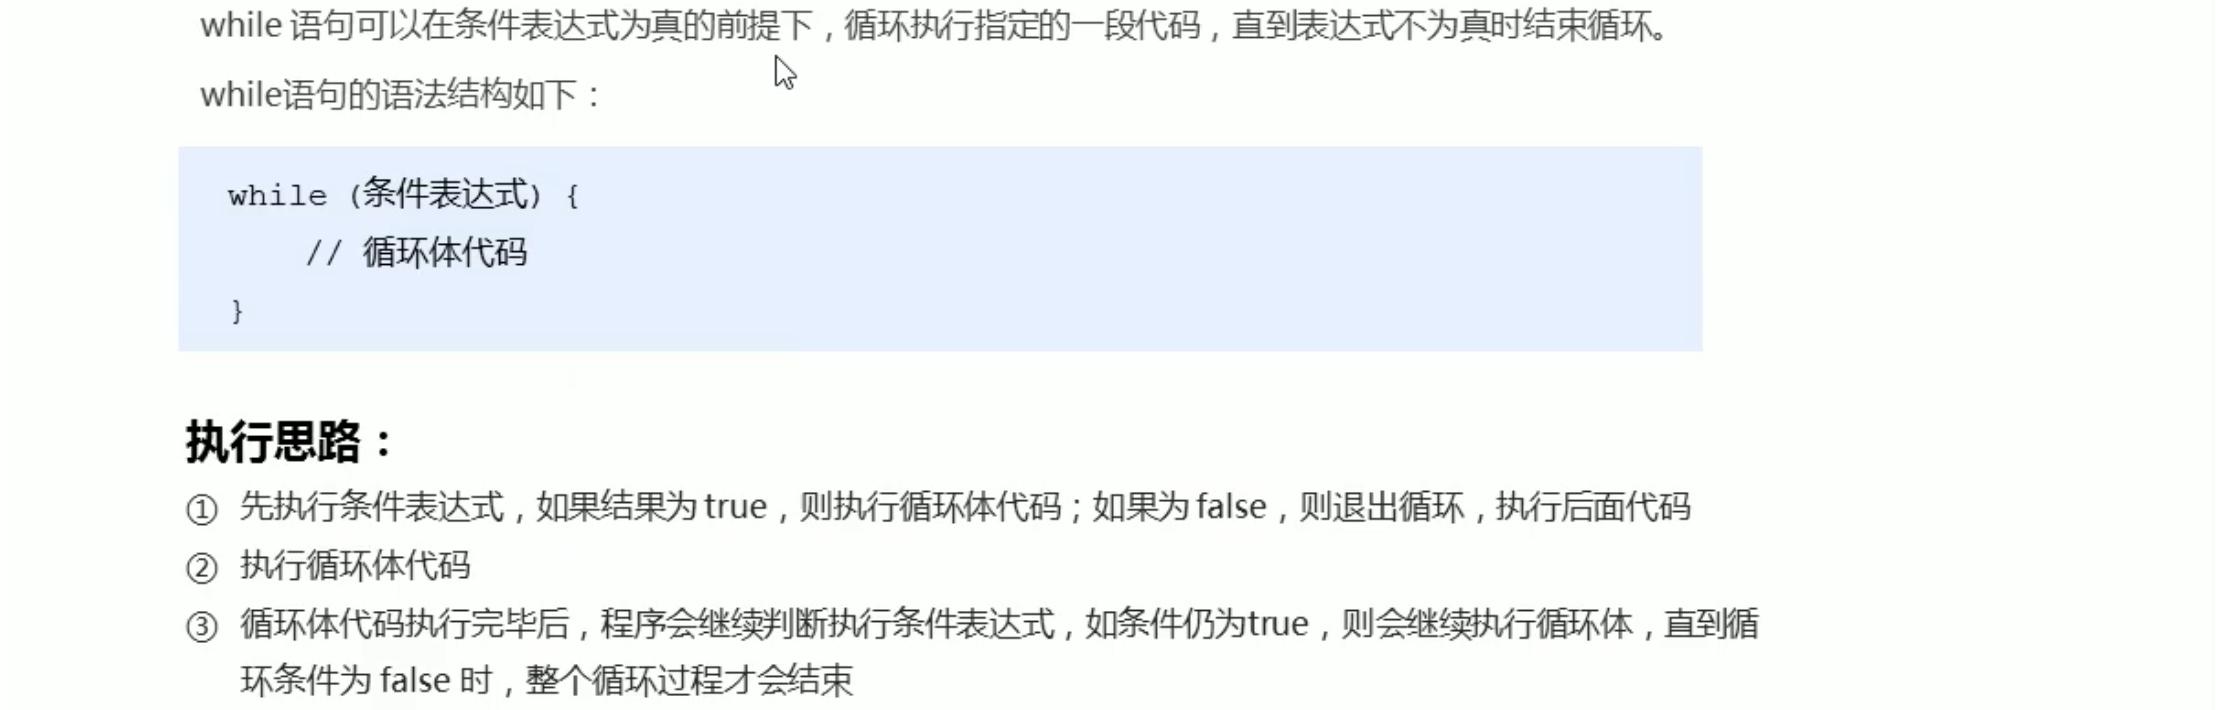 while 语句可以在条件表达式为真的前提下，循环执行指定的一段代码，直到表达式不为真时结束循环。
while语句的语法结构如下：
while (条件表达式) {
// 循环体代码
}
执行思路：
① 先执行条件表达式，如果结果为 true，则执行循环体代码；如果为 false，则退出循环，执行后面代码
② 执行循环体代码
③ 循环体代码执行完毕后，程序会继续判断执行条件表达式，如条件仍为true，则会继续执行循环体，直到循
环条件为 false 时，整个循环过程才会结束